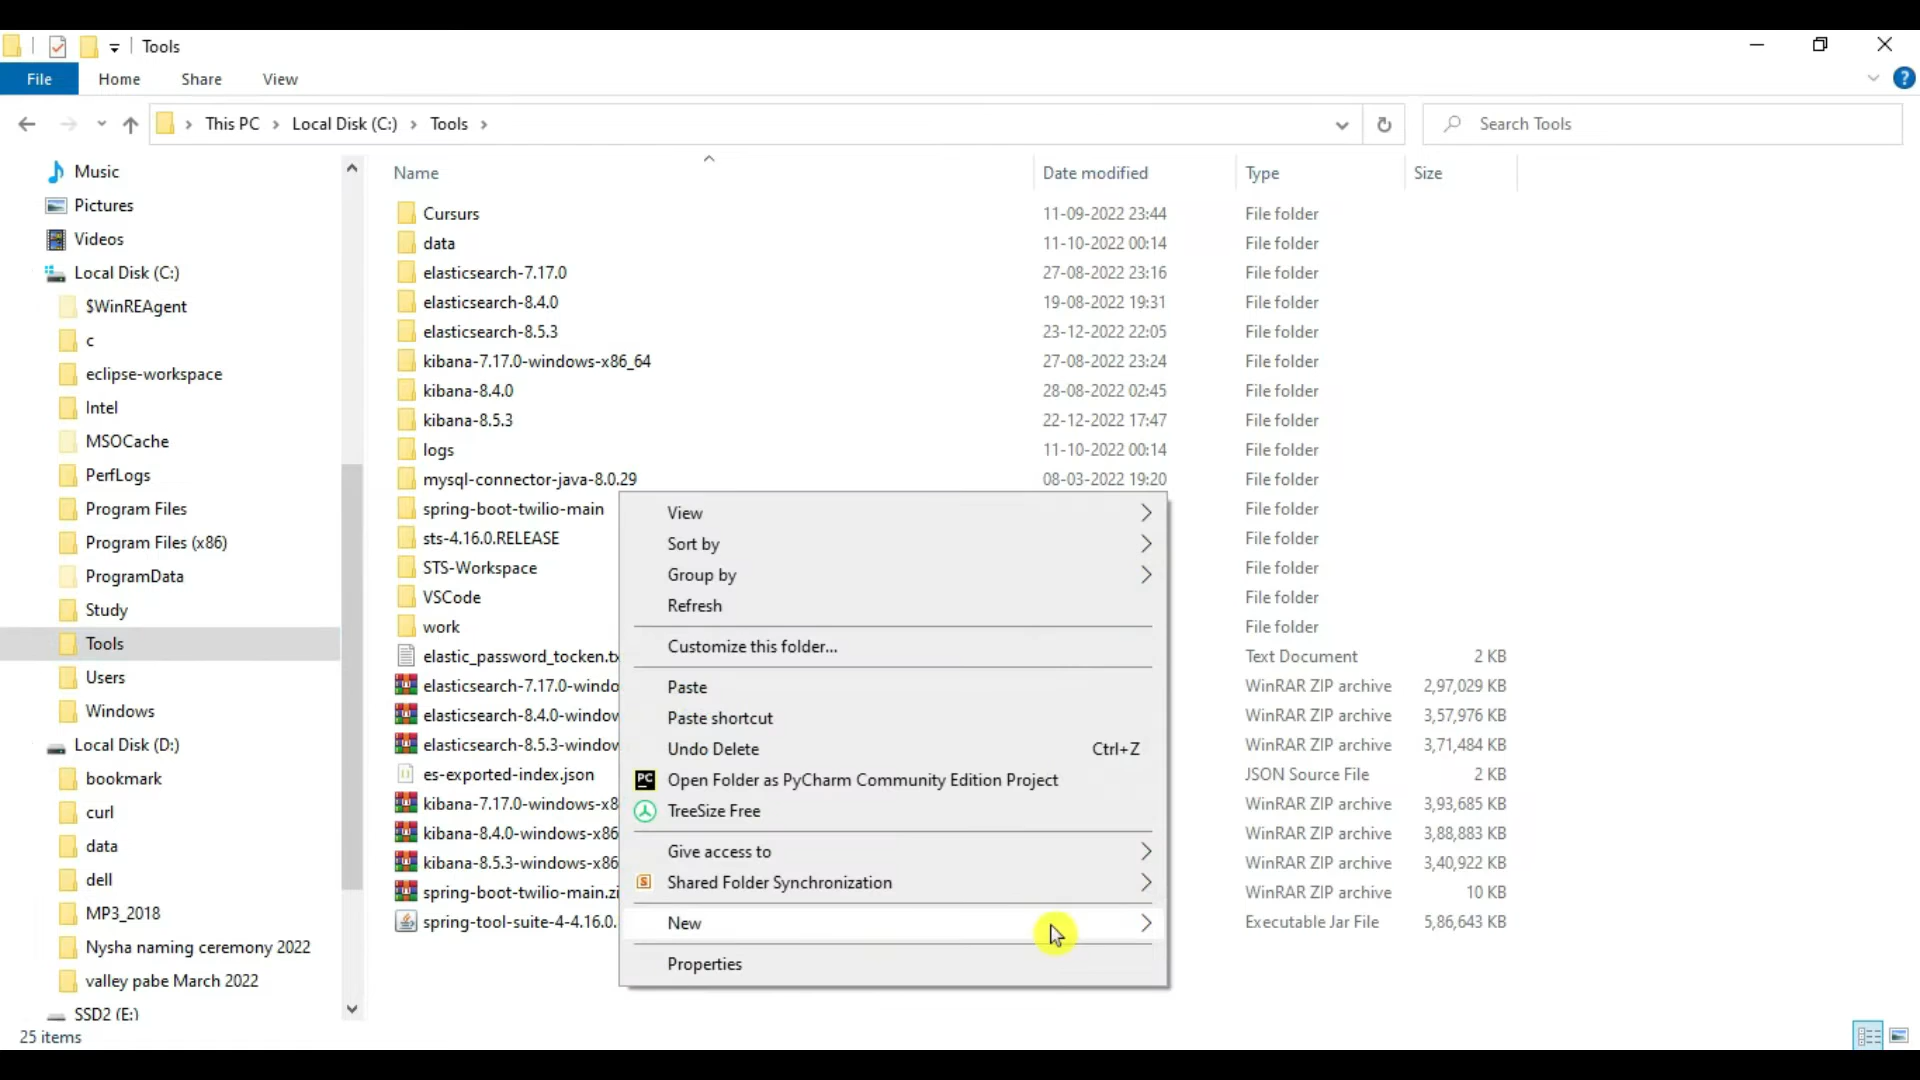 Tools
File Home Share View
This PC Local Disk (C:) Tools
Search Tools
Music
Pictures
Videos
Local Disk (C:)
$WinREAgent
c
eclipse-workspace
Intel
MSOCache
PerfLogs
Program Files
Program Files (x86)
ProgramData
Study
Tools
Users
Windows
Local Disk (D:)
bookmark
curl
data
dell
MP3_2018
Nysha naming ceremony 2022
valley pabe March 2022
SSD2 (E:)
Name Date modified Type Size
Cursurs 11-09-2022 23:44 File folder
data 11-10-2022 00:14 File folder
elasticsearch-7.17.0 27-08-2022 23:16 File folder
elasticsearch-8.4.0 19-08-2022 19:31 File folder
elasticsearch-8.5.3 23-12-2022 22:05 File folder
kibana-7.17.0-windows-x86_64 27-08-2022 23:24 File folder
kibana-8.4.0 28-08-2022 02:45 File folder
kibana-8.5.3 22-12-2022 17:47 File folder
logs 11-10-2022 00:14 File folder
mysql-connector-java-8.0.29 08-03-2022 19:20 File folder
spring-boot-twilio-main File folder
sts-4.16.0.RELEASE File folder
STS-Workspace File folder
VSCode File folder
work File folder
elastic_password_tocken.tx Text Document 2 KB
elasticsearch-7.17.0-windo WinRAR ZIP archive 2,97,029 KB
elasticsearch-8.4.0-window WinRAR ZIP archive 3,57,976 KB
elasticsearch-8.5.3-window WinRAR ZIP archive 3,71,484 KB
es-exported-index.json JSON Source File 2 KB
kibana-7.17.0-windows-x8 WinRAR ZIP archive 3,93,685 KB
kibana-8.4.0-windows-x86 WinRAR ZIP archive 3,88,883 KB
kibana-8.5.3-windows-x86 WinRAR ZIP archive 3,40,922 KB
spring-boot-twilio-main.zi WinRAR ZIP archive 10 KB
spring-tool-suite-4-4.16.0. Executable Jar File 5,86,643 KB
View
Sort by
Group by
Refresh
Customize this folder...
Paste
Paste shortcut
Undo Delete Ctrl+Z
PC Open Folder as PyCharm Community Edition Project
TreeSize Free
Give access to
S Shared Folder Synchronization
New
Properties
25 items